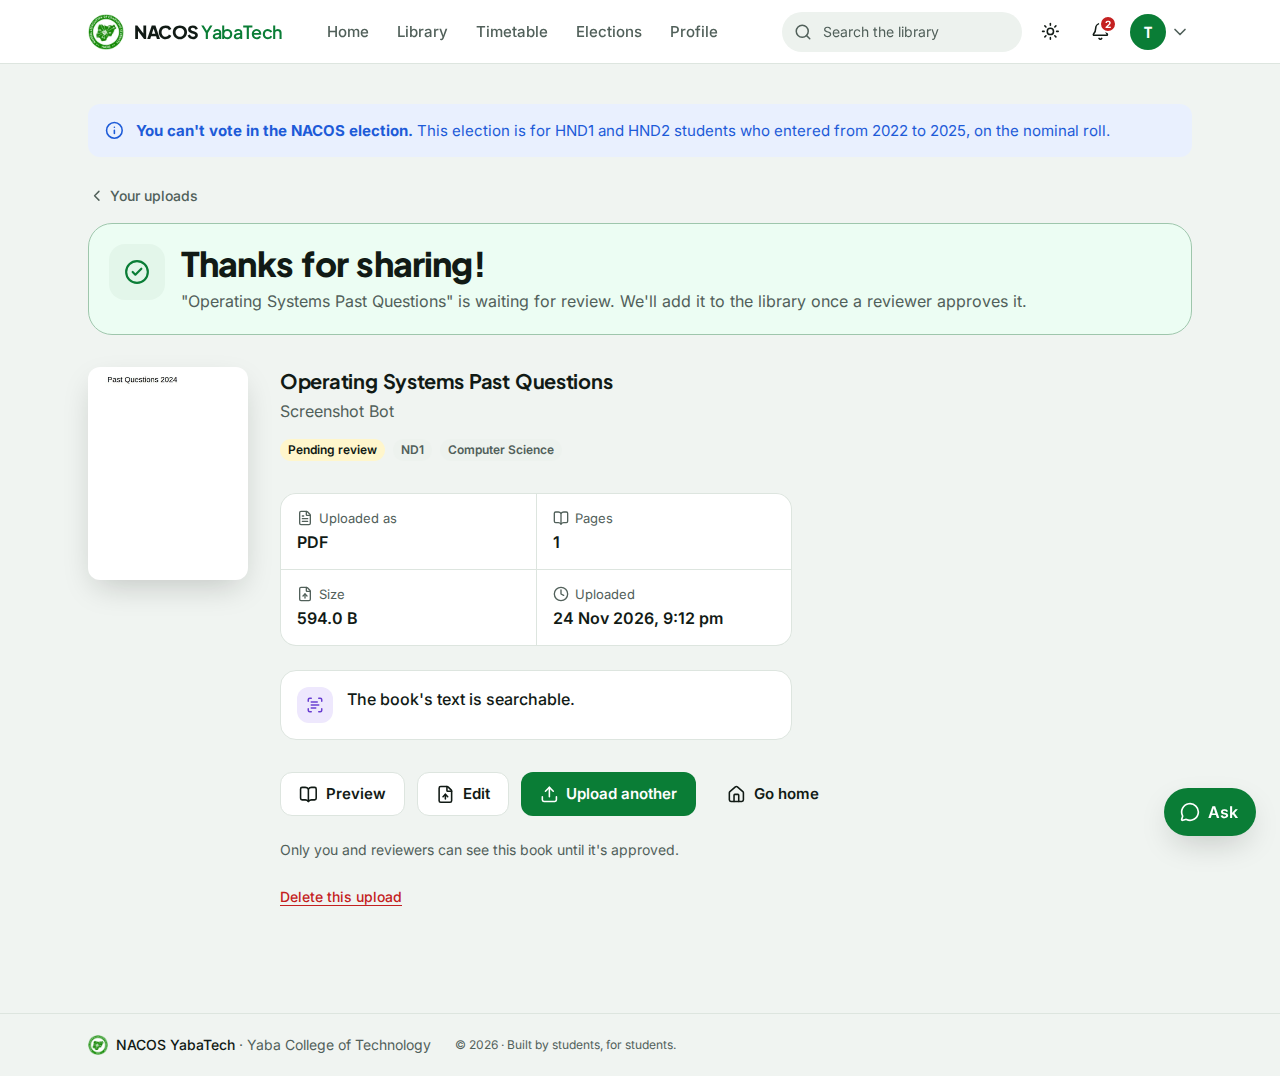 NACOS YabaTech
Home
Library
Timetable
Elections
Profile
Search the library
2
T
You can't vote in the NACOS election. This election is for HND1 and HND2 students who entered from 2022 to 2025, on the nominal roll.
Your uploads
Thanks for sharing!
"Operating Systems Past Questions" is waiting for review. We'll add it to the library once a reviewer approves it.
Past Questions 2024
Operating Systems Past Questions
Screenshot Bot
Pending review
ND1
Computer Science
Uploaded as
PDF
Pages
1
Size
594.0 B
Uploaded
24 Nov 2026, 9:12 pm
The book's text is searchable.
Preview
Edit
Upload another
Go home
Ask
Only you and reviewers can see this book until it's approved.
Delete this upload
NACOS YabaTech · Yaba College of Technology
© 2026 · Built by students, for students.